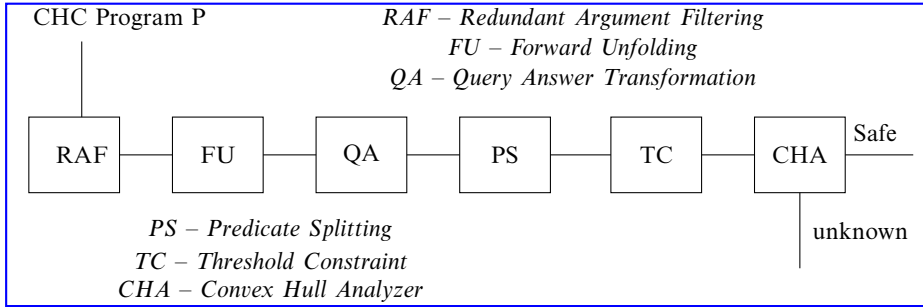 CHC Program P
RAF – Redundant Argument Filtering
FU – Forward Unfolding
QA – Query Answer Transformation
RAF
FU
QA
PS
TC
CHA
Safe
unknown
PS – Predicate Splitting
TC – Threshold Constraint
CHA – Convex Hull Analyzer